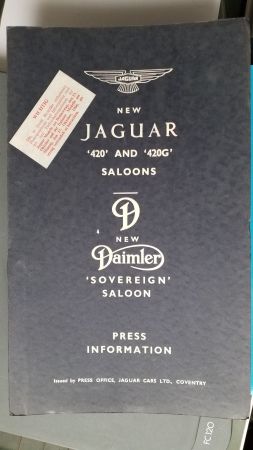 NEW
JAGUAR
'420' AND '420G'
SALOONS
D
NEW
Daimler
'SOVEREIGN'
SALOON
PRESS
INFORMATION
Issued by PRESS OFFICE, JAGUAR CARS LTD., COVENTRY
FC120